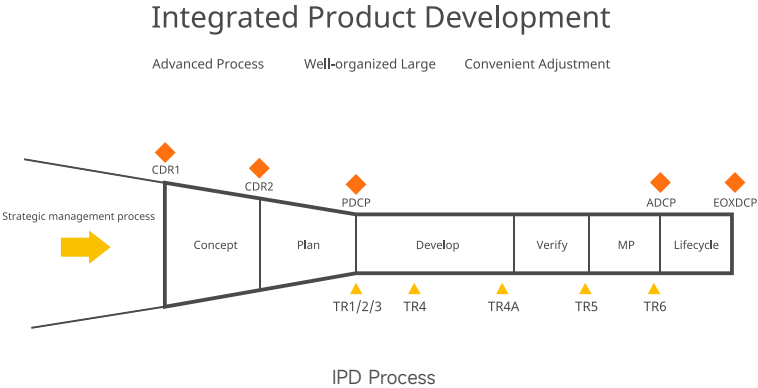 Integrated Product Development
Advanced Process Well-organized Large Convenient Adjustment
CDR1
CDR2
PDCP
ADCP
EOXDCP
Strategic management process
Concept
Plan
Develop
Verify
MP
Lifecycle
TR1/2/3
TR4
TR4A
TR5
TR6
IPD Process